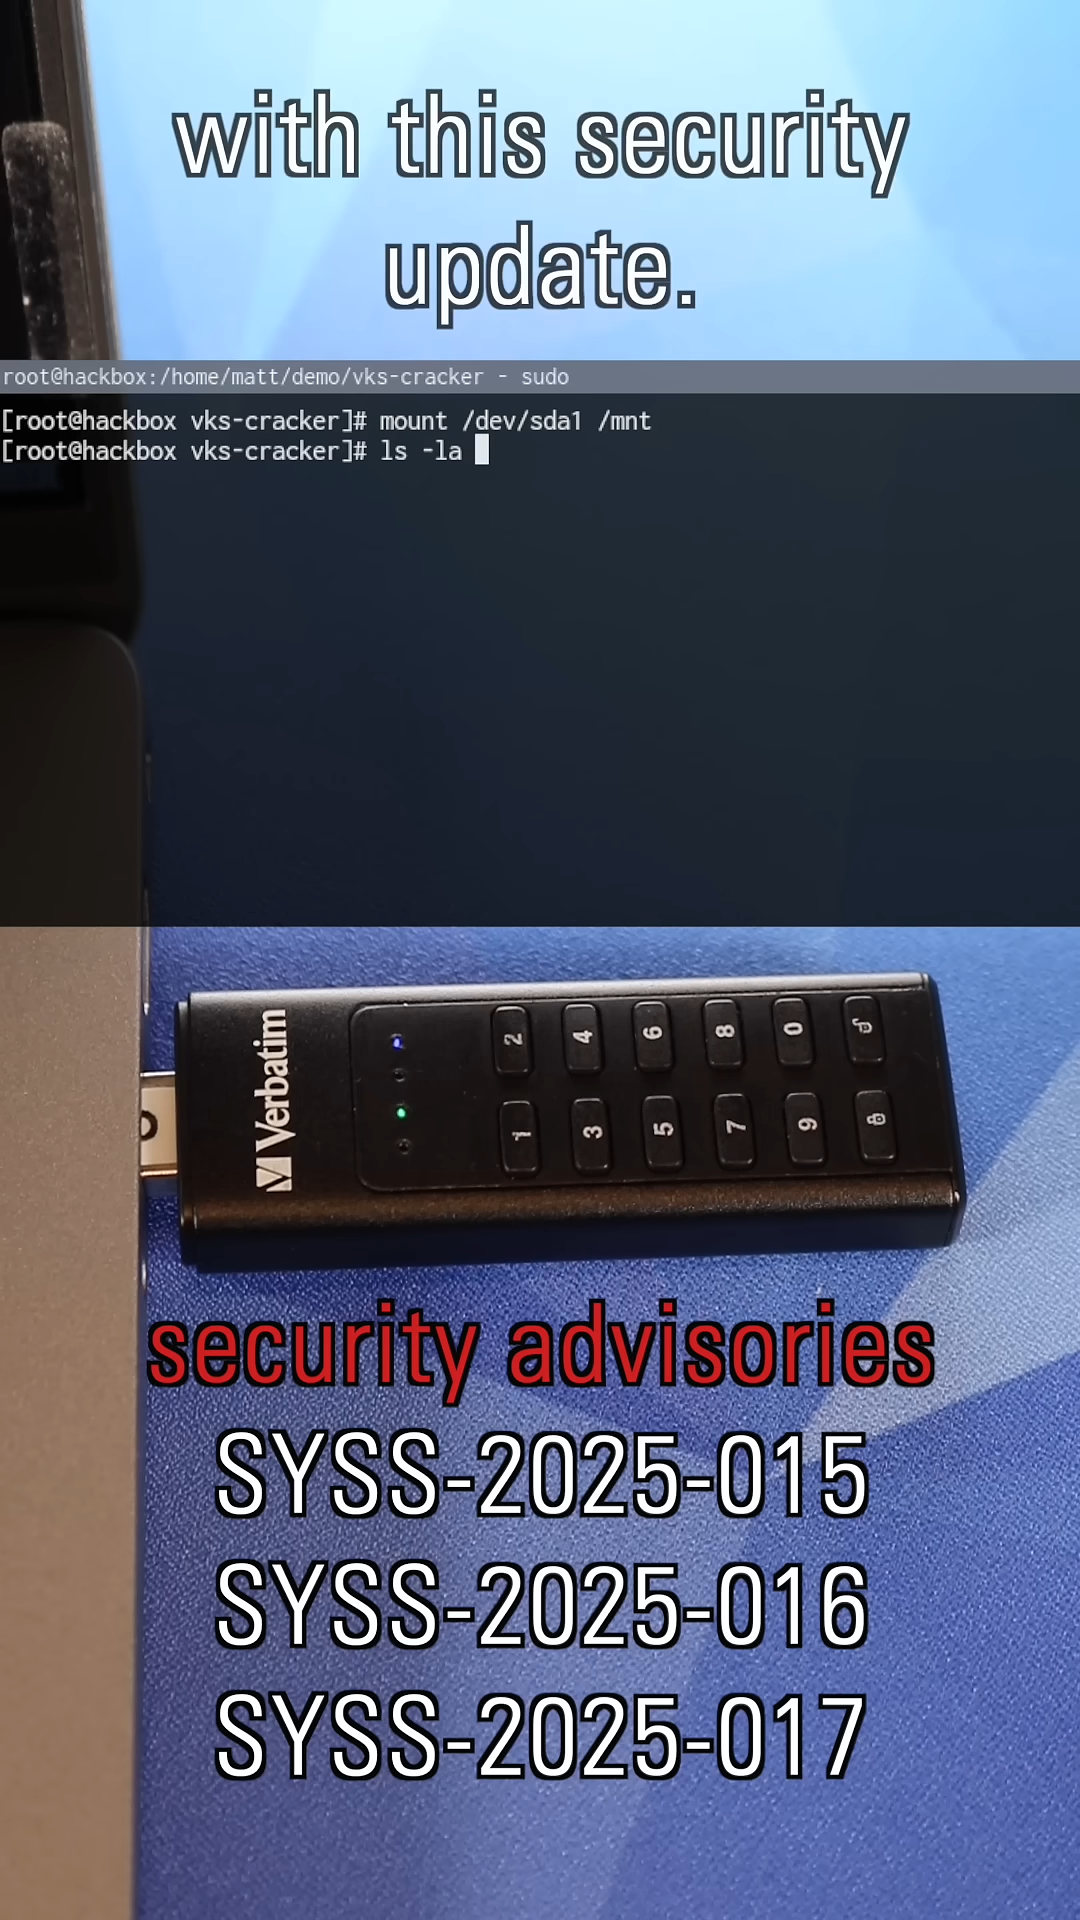 with this security
update.
root@hackbox:/home/matt/demo/vks-cracker - sudo
[root@hackbox vks-cracker]# mount /dev/sda1 /mnt
[root@hackbox vks-cracker]# ls -la
Verbatim
2 4 6 8 0
1 3 5 7 9
security advisories
SYSS-2025-015
SYSS-2025-016
SYSS-2025-017